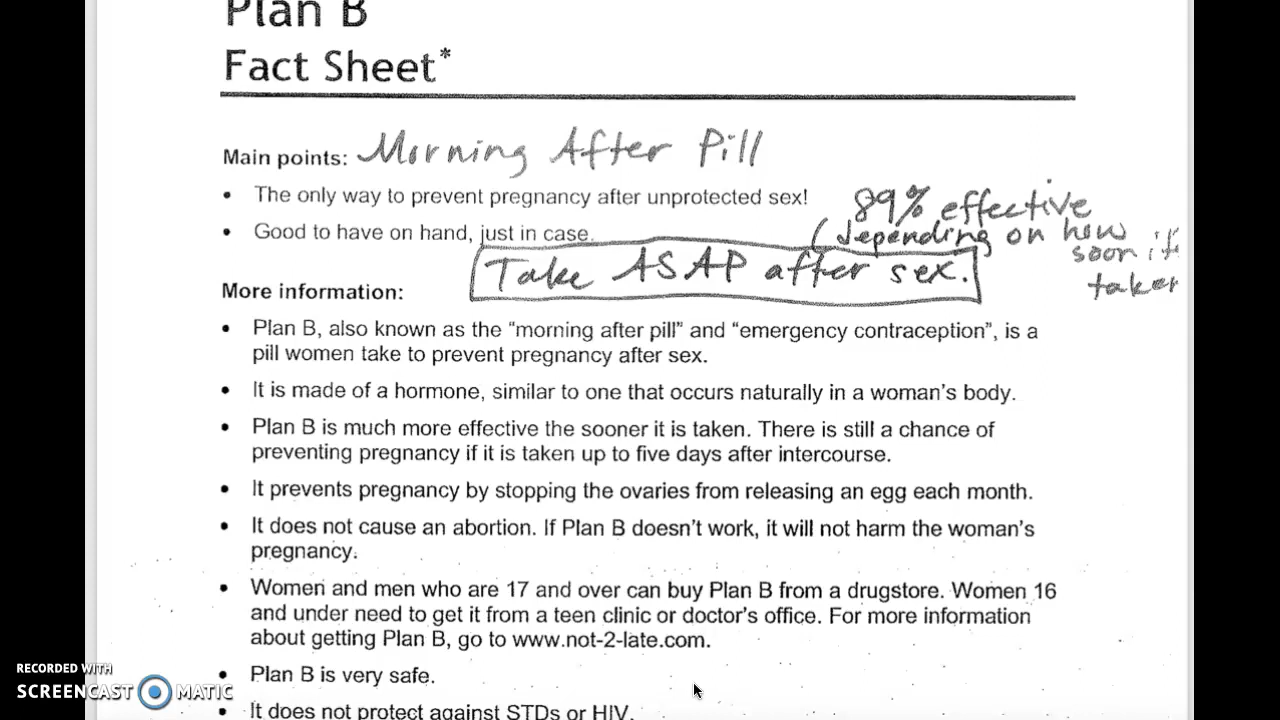 Plan B
Fact Sheet*
Main points: Morning After Pill
• The only way to prevent pregnancy after unprotected sex!
89% effective
• Good to have on hand, just in case.
(depending on how
soon it
taken
Take ASAP after sex.
More information:
• Plan B, also known as the “morning after pill” and “emergency contraception”, is a
pill women take to prevent pregnancy after sex.
• It is made of a hormone, similar to one that occurs naturally in a woman’s body.
• Plan B is much more effective the sooner it is taken. There is still a chance of
preventing pregnancy if it is taken up to five days after intercourse.
• It prevents pregnancy by stopping the ovaries from releasing an egg each month.
• It does not cause an abortion. If Plan B doesn’t work, it will not harm the woman’s
pregnancy.
• Women and men who are 17 and over can buy Plan B from a drugstore. Women 16
and under need to get it from a teen clinic or doctor’s office. For more information
about getting Plan B, go to www.not-2-late.com.
• Plan B is very safe.
• It does not protect against STDs or HIV.
RECORDED WITH
SCREENCAST MATIC